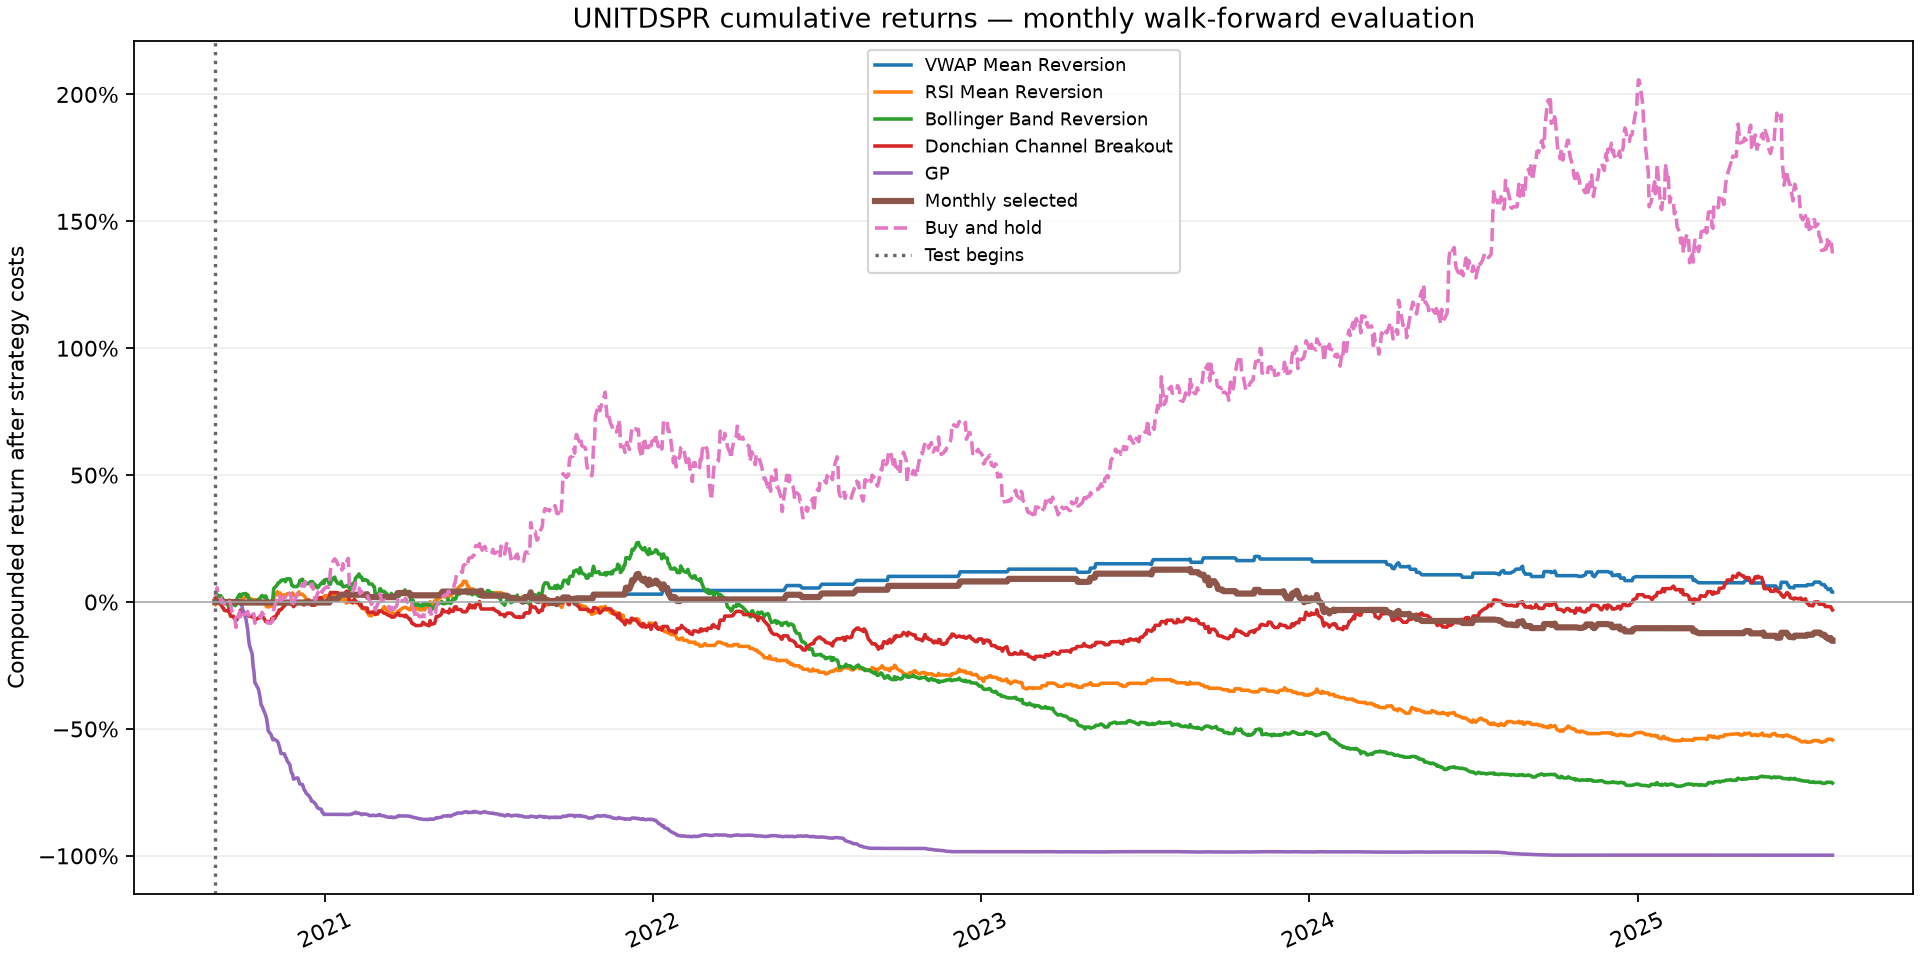 UNITDSPR cumulative returns — monthly walk-forward evaluation
Compounded return after strategy costs
200%
150%
100%
50%
0%
−50%
−100%
VWAP Mean Reversion
RSI Mean Reversion
Bollinger Band Reversion
Donchian Channel Breakout
GP
Monthly selected
Buy and hold
Test begins
2021
2022
2023
2024
2025